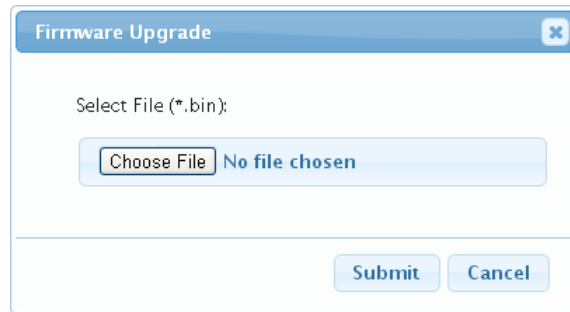 Firmware Upgrade
Select File (*.bin):
Choose File No file chosen
Submit Cancel